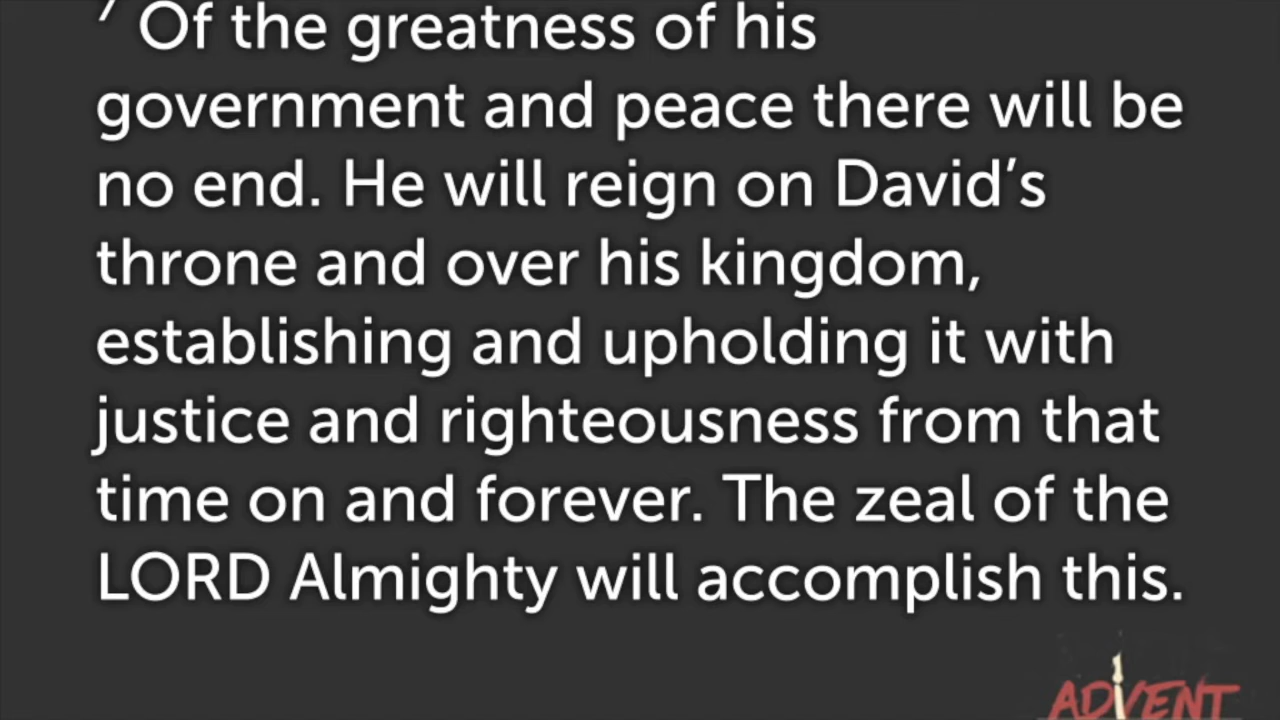 7 Of the greatness of his
government and peace there will be
no end. He will reign on David’s
throne and over his kingdom,
establishing and upholding it with
justice and righteousness from that
time on and forever. The zeal of the
LORD Almighty will accomplish this.
ADVENT